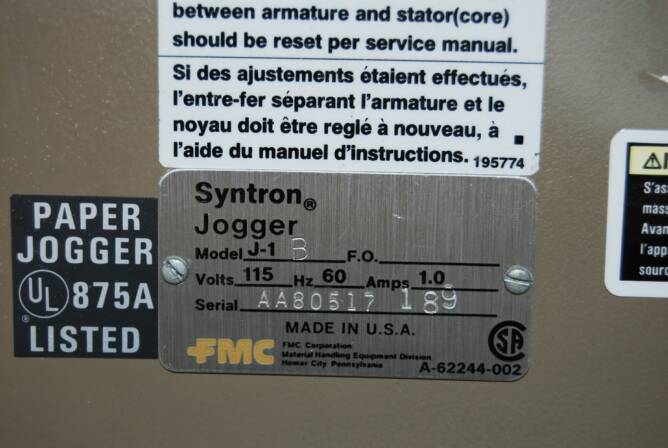 between armature and stator(core)
should be reset per service manual.
Si des ajustements étaient effectués,
l'entre-fer séparant l'armature et le
noyau doit être reglé à nouveau, à
l'aide du manuel d'instructions. 195774
PAPER
JOGGER
UL 875A
®
LISTED
Syntron®
Jogger
Model J-1 B F.O.
Volts 115 Hz 60 Amps 1.0
Serial AA80517 189
MADE IN U.S.A.
FMC
FMC Corporation
Material Handling Equipment Division
Homer City Pennsylvania
SA
A-62244-002
S'as
mass
Avan
l'app
sourc